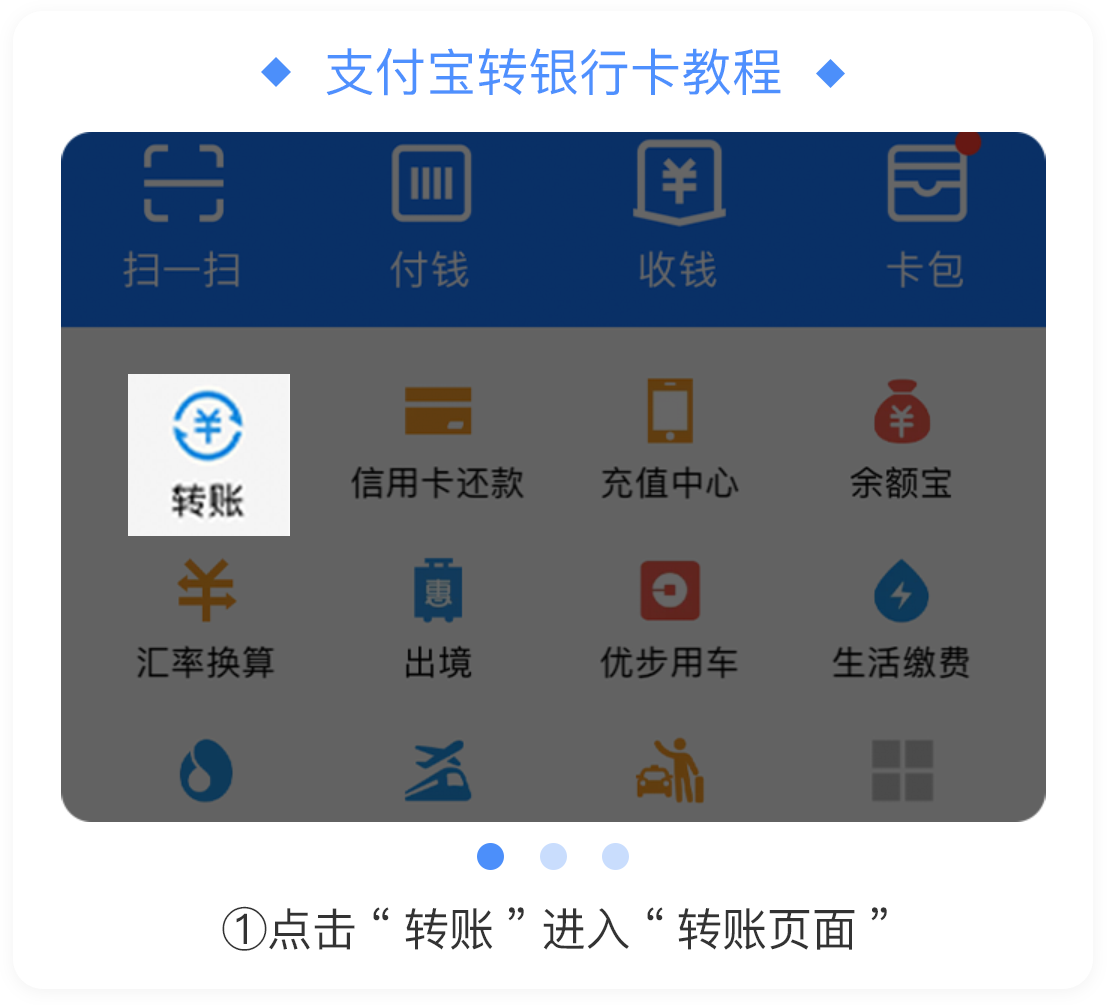 支付宝转银行卡教程
扫一扫 付钱 收钱 卡包
转账 信用卡还款 充值中心 余额宝
惠
汇率换算 出境 优步用车 生活缴费
①点击“转账”进入“转账页面”